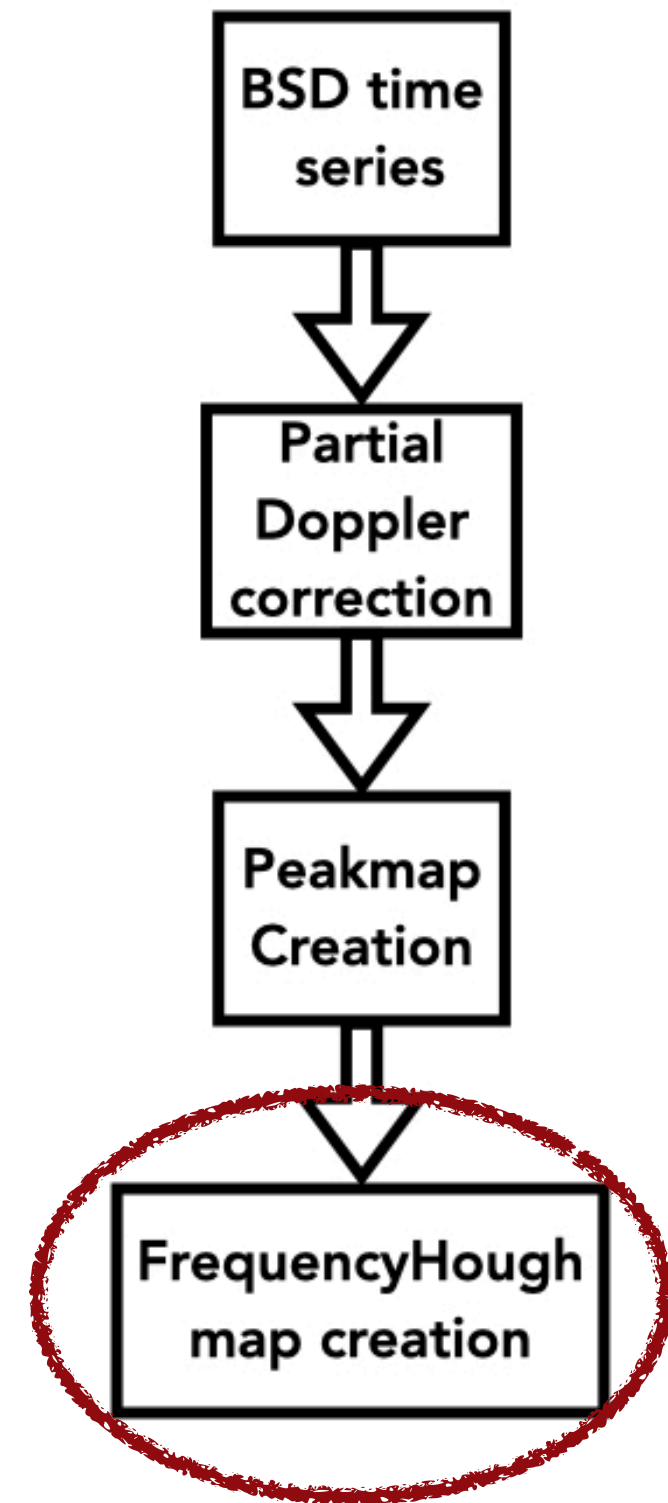 BSD time
series
Partial
Doppler
correction
Peakmap
Creation
FrequencyHough
map creation